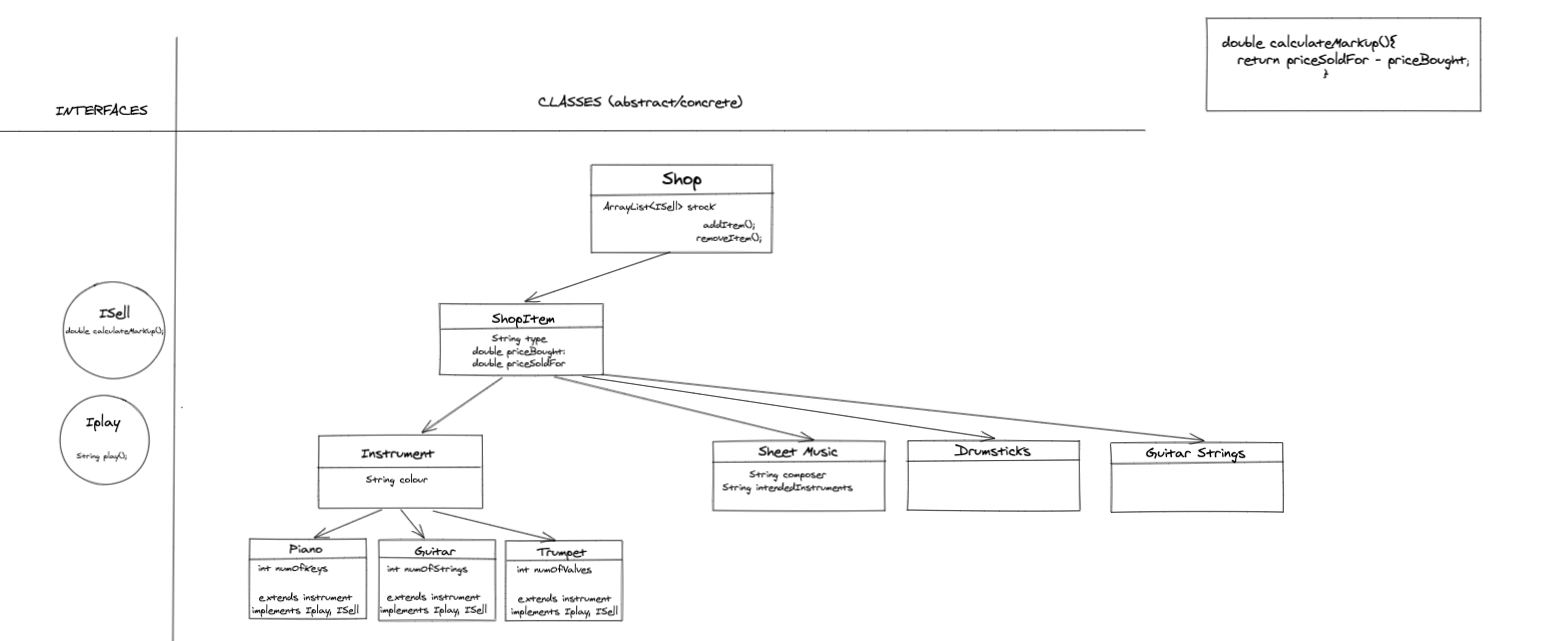 double calculateMarkup(){
return priceSoldFor - priceBought;
}
INTERFACES
CLASSES (abstract/concrete)
Shop
ArrayList<ISell> stock
addItem();
removeItem();
ISell
double calculateMarkup();
Iplay
String play();
ShopItem
String type
double priceBought;
double priceSoldFor
Instrument
String colour
Sheet Music
String composer
String intendedInstruments
Drumsticks
Guitar Strings
Piano
int numOfKeys
extends instrument
implements Iplay, ISell
Guitar
int numOfStrings
extends instrument
implements Iplay, ISell
Trumpet
int numOfValves
extends instrument
implements Iplay, ISell